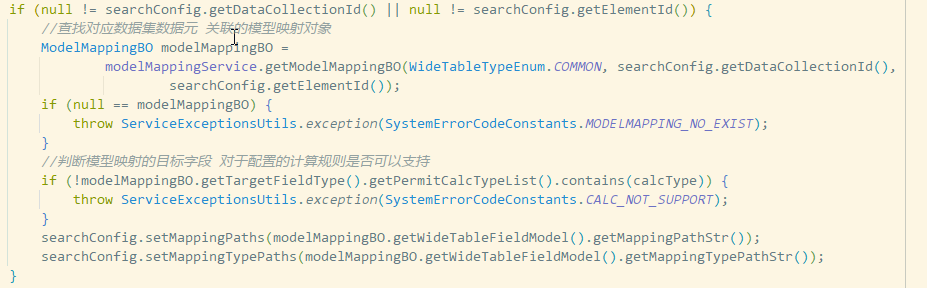 if (null != searchConfig.getDataCollectionId() || null != searchConfig.getElementId()) {
//查找对应数据集数据元 关联的模型映射对象
ModelMappingBO modelMappingBO =
modelMappingService.getModelMappingBO(WideTableTypeEnum.COMMON, searchConfig.getDataCollectionId(),
searchConfig.getElementId());
if (null == modelMappingBO) {
throw ServiceExceptionsUtils.exception(SystemErrorCodeConstants.MODELMAPPING_NO_EXIST);
}
//判断模型映射的目标字段 对于配置的计算规则是否可以支持
if (!modelMappingBO.getTargetFieldType().getPermitCalcTypeList().contains(calcType)) {
throw ServiceExceptionsUtils.exception(SystemErrorCodeConstants.CALC_NOT_SUPPORT);
}
searchConfig.setMappingPaths(modelMappingBO.getWideTableFieldModel().getMappingPathStr());
searchConfig.setMappingTypePaths(modelMappingBO.getWideTableFieldModel().getMappingTypePathStr());
}